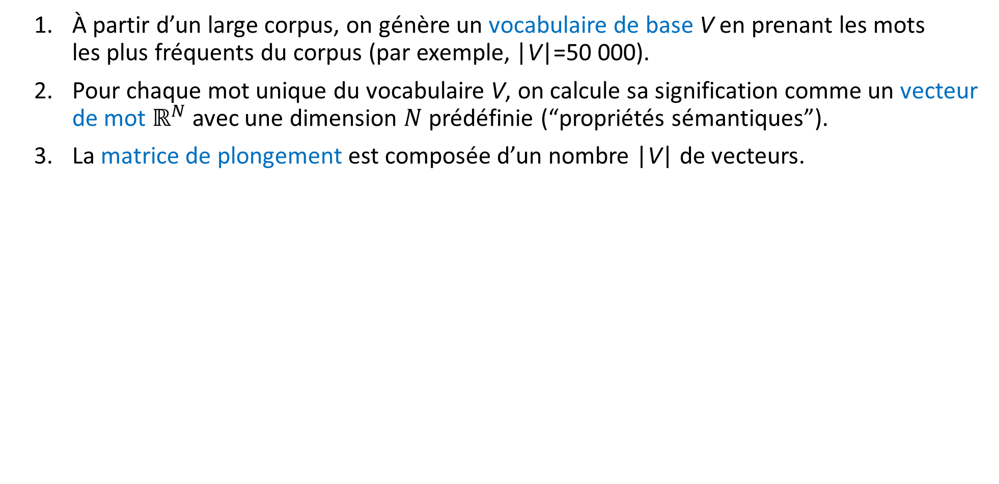 1. À partir d’un large corpus, on génère un vocabulaire de base V en prenant les mots
les plus fréquents du corpus (par exemple, |V|=50 000).
2. Pour chaque mot unique du vocabulaire V, on calcule sa signification comme un vecteur
de mot ℝ^N avec une dimension N prédéfinie (“propriétés sémantiques”).
3. La matrice de plongement est composée d’un nombre |V| de vecteurs.